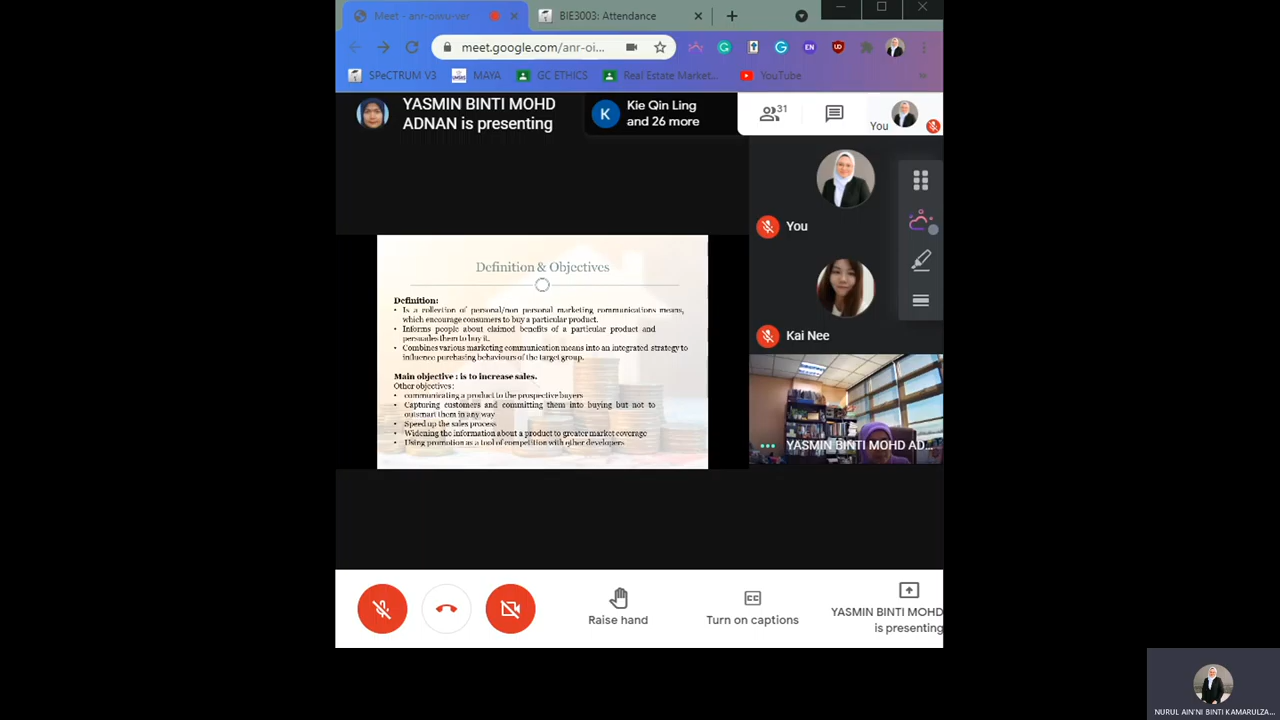 Meet - anr-oiwu-ver
BIE3003: Attendance
meet.google.com/anr-oi...
EN
SPeCTRUM V3
MAYA
GC ETHICS
Real Estate Market...
YouTube
YASMIN BINTI MOHD
ADNAN is presenting
K
Kie Qin Ling
and 26 more
31
You
You
Kai Nee
YASMIN BINTI MOHD AD...
Definition & Objectives
Definition:
• Is a collection of personal/non personal marketing communications means,
which encourage consumers to buy a particular product.
• Informs people about claimed benefits of a particular product and
persuades them to buy it.
• Combines various marketing communication means into an integrated strategy to
influence purchasing behaviours of the target group.
Main objective : is to increase sales.
Other objectives:
• communicating a product to the prospective buyers
• Capturing customers and committing them into buying but not to
outsmart them in any way
• Speed up the sales process
• Widening the information about a product to greater market coverage
• Using promotion as a tool of competition with other developers
Raise hand
CC
Turn on captions
YASMIN BINTI MOHD
is presenting
NURUL AIN'NI BINTI KAMARULZA...